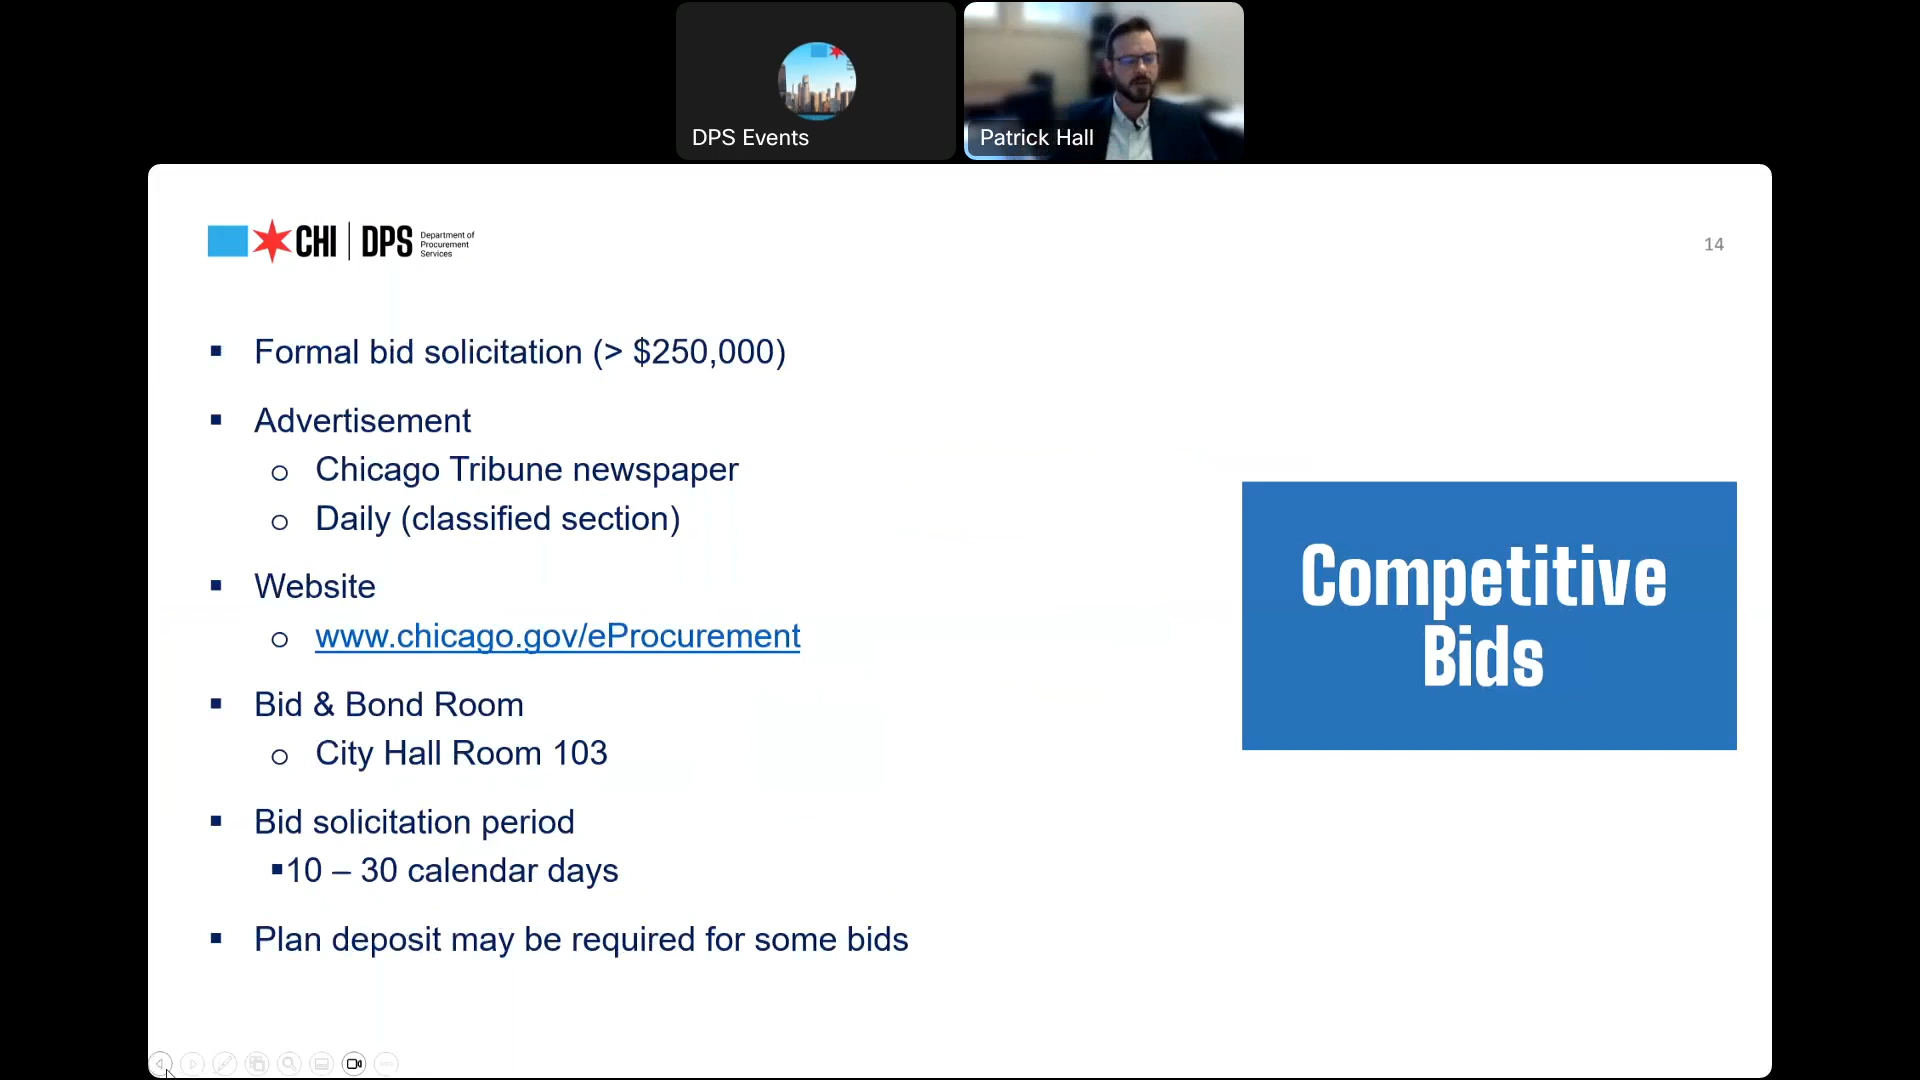 DPS Events
Patrick Hall
CHI | DPS Department of
Procurement
Services
14
▪ Formal bid solicitation (> $250,000)
▪ Advertisement
o Chicago Tribune newspaper
o Daily (classified section)
▪ Website
o www.chicago.gov/eProcurement
▪ Bid & Bond Room
o City Hall Room 103
▪ Bid solicitation period
▪10 – 30 calendar days
▪ Plan deposit may be required for some bids
Competitive
Bids